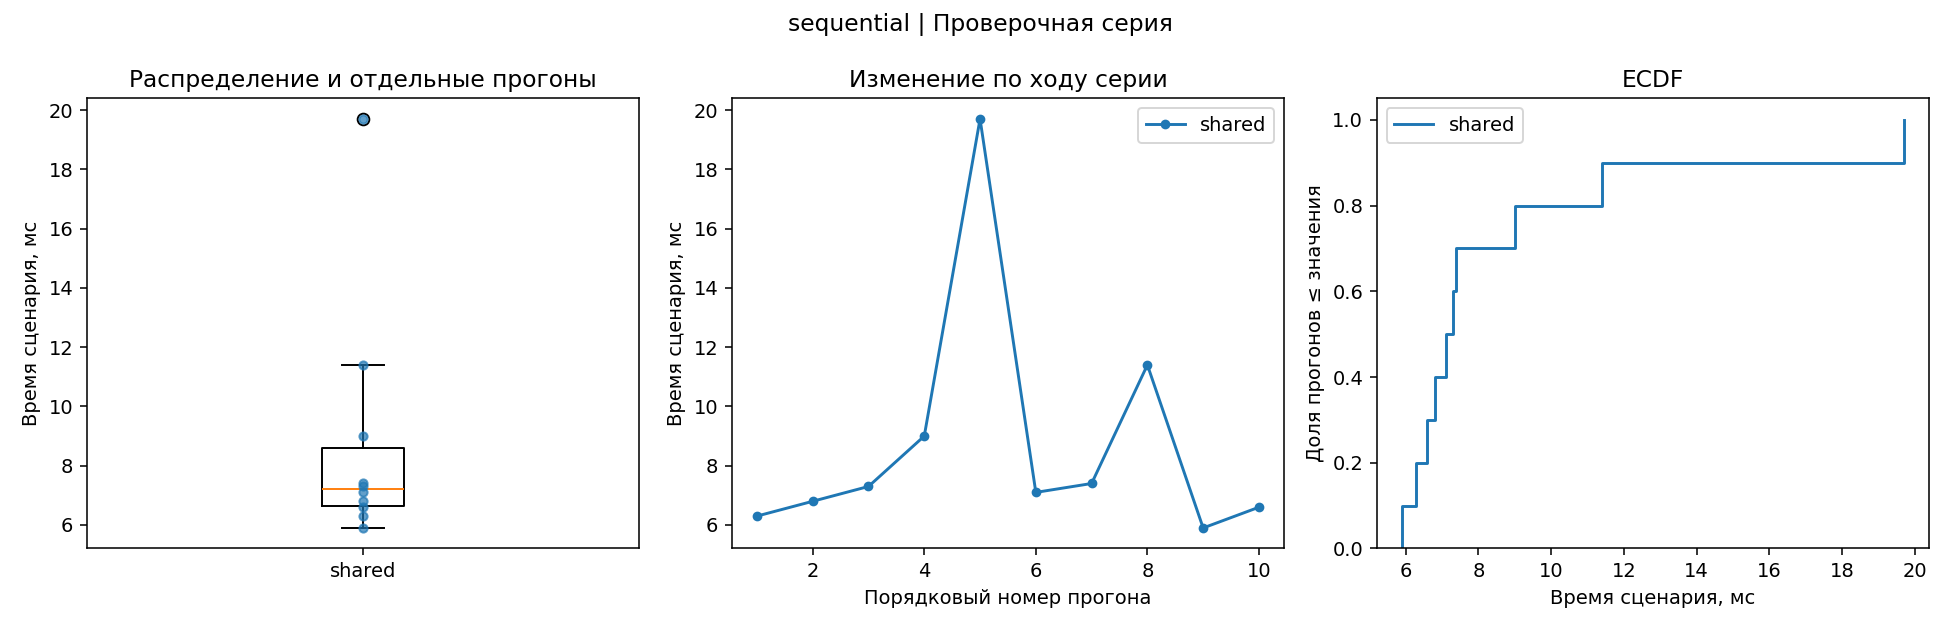 sequential | Проверочная серия
Распределение и отдельные прогоны
Время сценария, мс
20
18
16
14
12
10
8
6
shared
Изменение по ходу серии
Время сценария, мс
20
18
16
14
12
10
8
6
shared
2
4
6
8
10
Порядковый номер прогона
ECDF
Доля прогонов ≤ значения
1.0
0.8
0.6
0.4
0.2
0.0
shared
6
8
10
12
14
16
18
20
Время сценария, мс